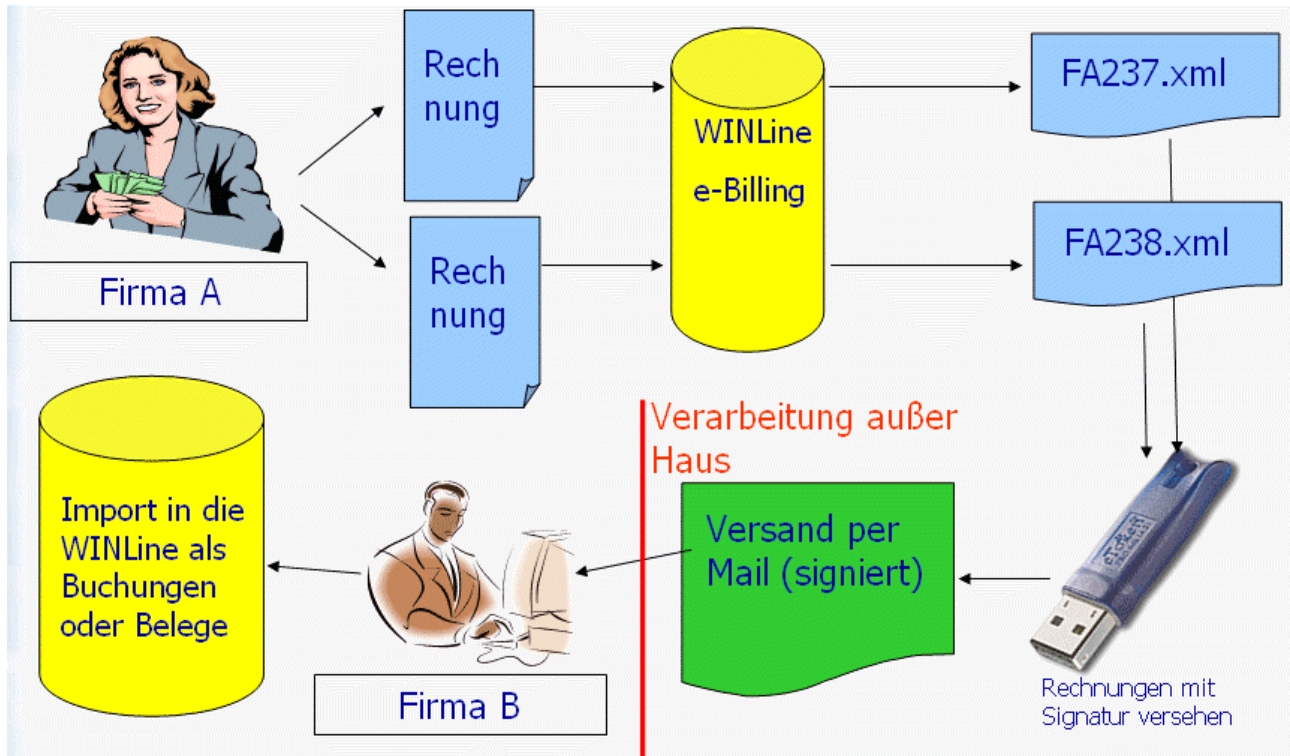 Rech
nung
WINLine
e-Billing
FA237.xml
Rech
nung
FA238.xml
Firma A
Verarbeitung außer
Haus
Import in die
WINLine als
Buchungen
oder Belege
Versand per
Mail (signiert)
Firma B
Rechnungen mit
Signatur versehen